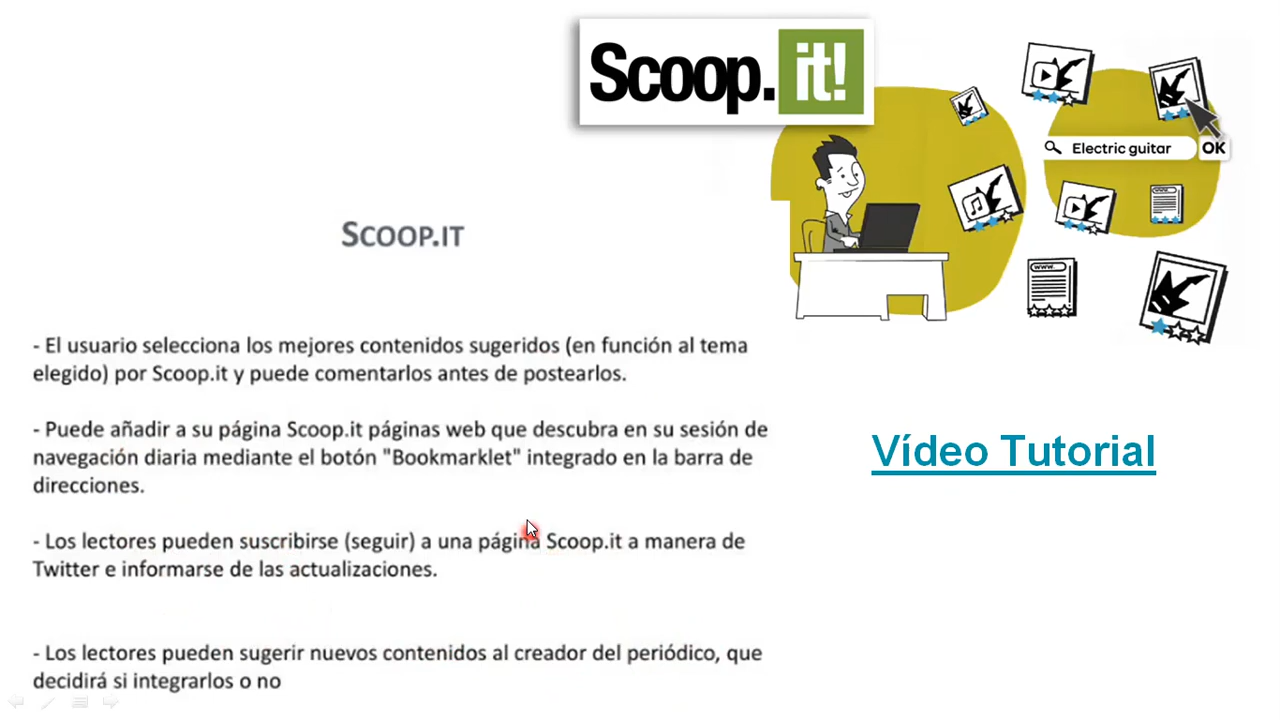 Scoop.it!
Electric guitar OK
www.
www.
SCOOP.IT
- El usuario selecciona los mejores contenidos sugeridos (en función al tema
elegido) por Scoop.it y puede comentarlos antes de postearlos.
- Puede añadir a su página Scoop.it páginas web que descubra en su sesión de
navegación diaria mediante el botón "Bookmarklet" integrado en la barra de
direcciones.
Vídeo Tutorial
- Los lectores pueden suscribirse (seguir) a una página Scoop.it a manera de
Twitter e informarse de las actualizaciones.
- Los lectores pueden sugerir nuevos contenidos al creador del periódico, que
decidirá si integrarlos o no